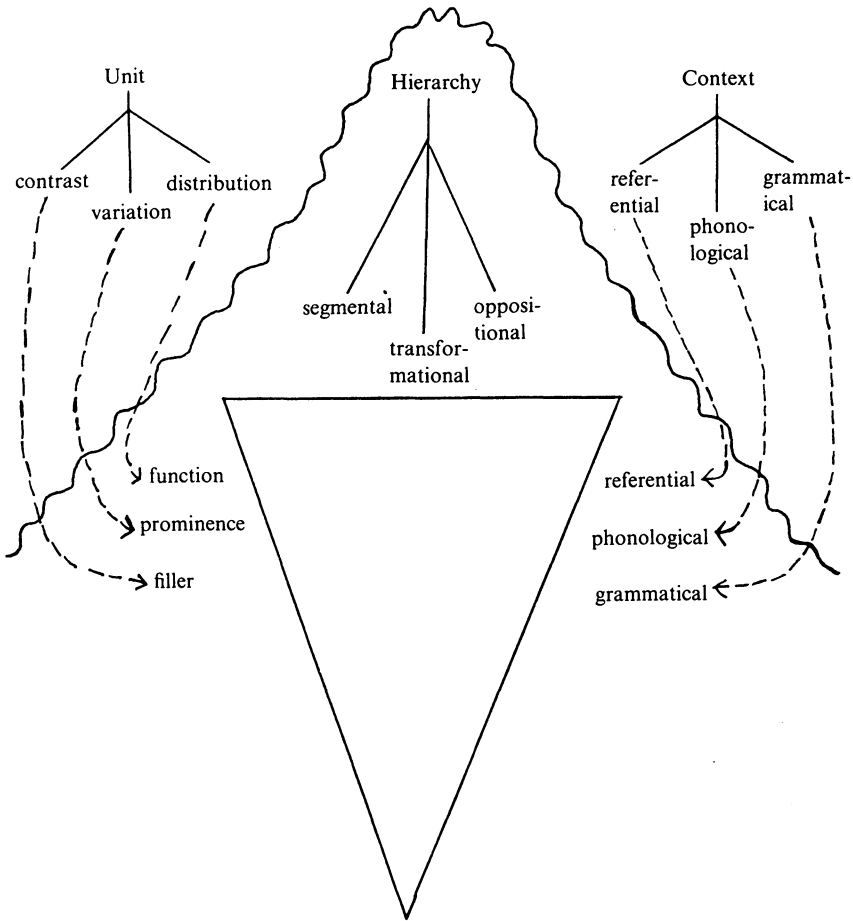 Unit
Hierarchy
Context
contrast
variation
distribution
segmental
transfor-
mational
opposi-
tional
refer-
ential
phono-
logical
grammat-
ical
function
prominence
filler
referential
phonological
grammatical